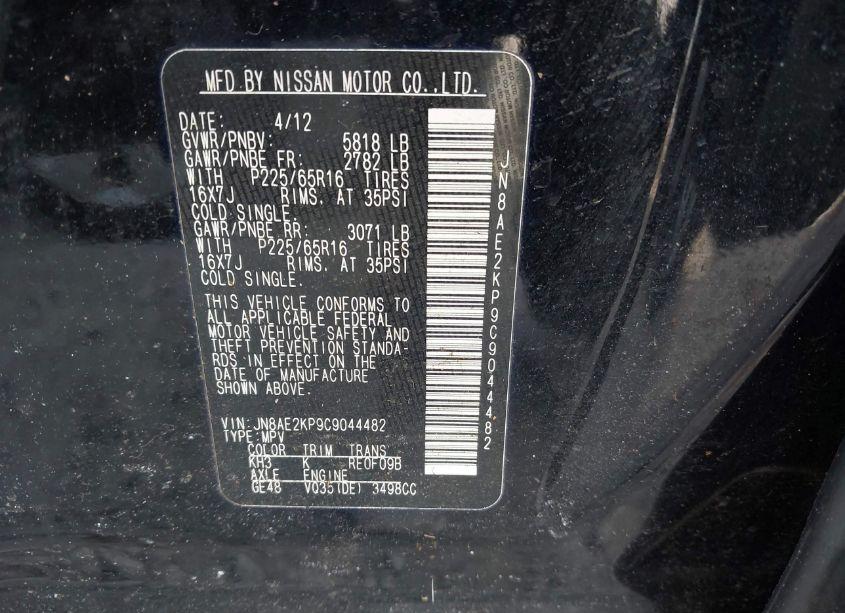 MFD.BY NISSAN MOTOR CO.,LTD.
DATE: 4/12
GVWR/PNBV: 5818 LB
GAWR/PNBE FR: 2782 LB
WITH P225/65R16 TIRES
16X7J RIMS. AT 35PSI
COLD SINGLE.
GAWR/PNBE RR: 3071 LB
WITH P225/65R16 TIRES
16X7J RIMS. AT 35PSI
COLD SINGLE.
THIS VEHICLE CONFORMS TO
ALL APPLICABLE FEDERAL
MOTOR VEHICLE SAFETY AND
THEFT PREVENTION STANDA-
RDS IN EFFECT ON THE
DATE OF MANUFACTURE
SHOWN ABOVE.
VIN:JN8AE2KP9C9044482
TYPE:MPV
COLOR TRIM TRANS
KH3 K RE0F09B
AXLE ENGINE
GE48 VQ35(DE) 3498CC
JN8AE2KP9C9044482